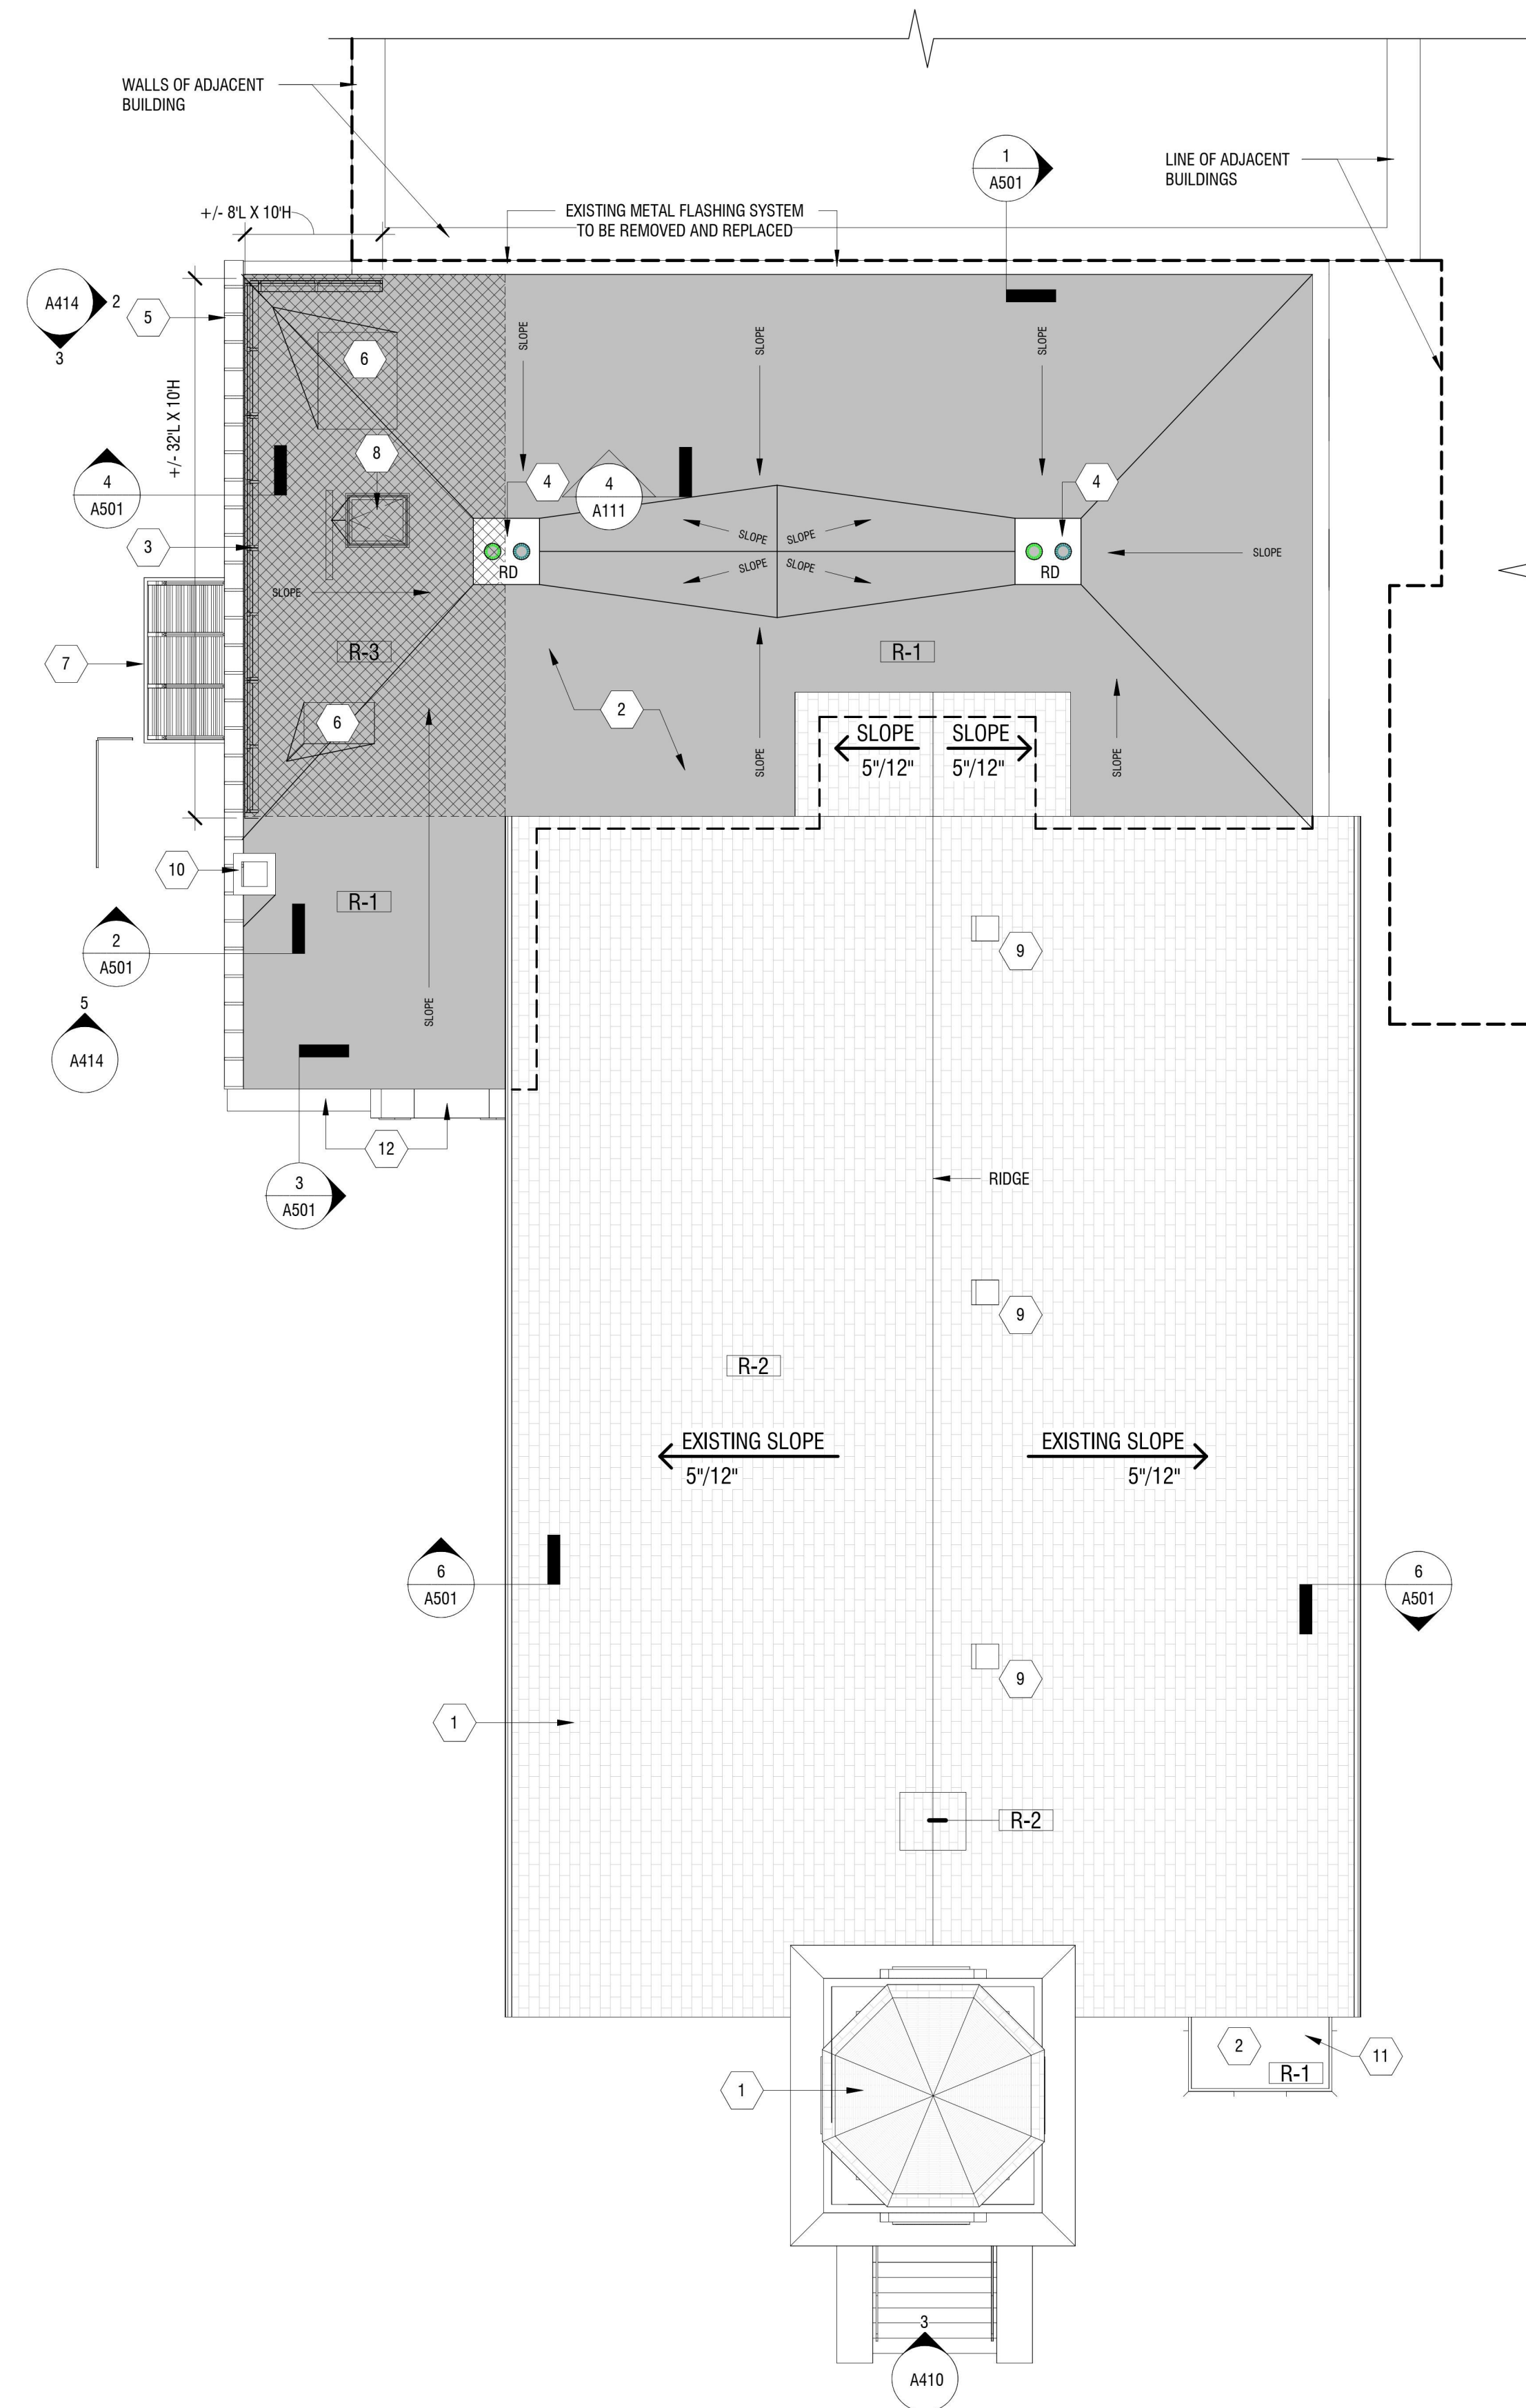 WALLS OF ADJACENT
BUILDING
1
A501
LINE OF ADJACENT
BUILDINGS
+/- 8'L X 10'H
EXISTING METAL FLASHING SYSTEM
TO BE REMOVED AND REPLACED
A414
2
3
5
6
SLOPE
SLOPE
SLOPE
+/- 32'L X 10'H
8
4
A501
4
4
A111
4
3
SLOPE
SLOPE
SLOPE
SLOPE
RD
RD
SLOPE
SLOPE
7
R-3
R-1
6
2
SLOPE
5"/12"
SLOPE
5"/12"
SLOPE
SLOPE
10
R-1
2
A501
9
SLOPE
5
A414
12
3
A501
RIDGE
9
R-2
EXISTING SLOPE
5"/12"
EXISTING SLOPE
5"/12"
6
A501
6
A501
9
1
R-2
2
11
R-1
1
3
A410